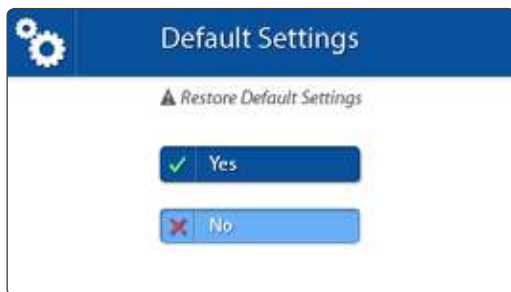 Default Settings
Restore Default Settings
Yes
No